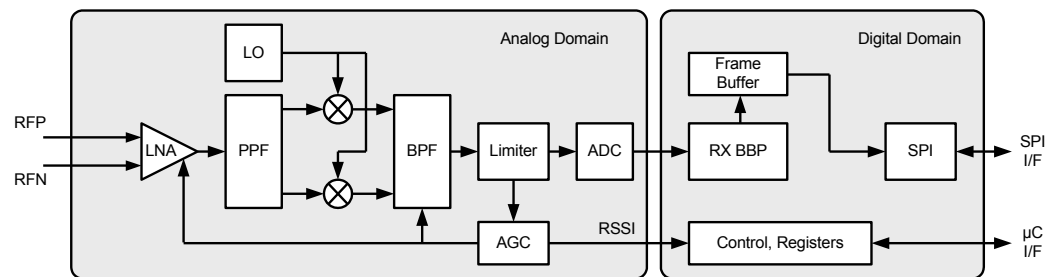 Analog Domain
Digital Domain
LO
Frame
Buffer
RFP
RFN
LNA
PPF
BPF
Limiter
ADC
RX BBP
SPI
SPI
I/F
AGC
RSSI
Control, Registers
µC
I/F